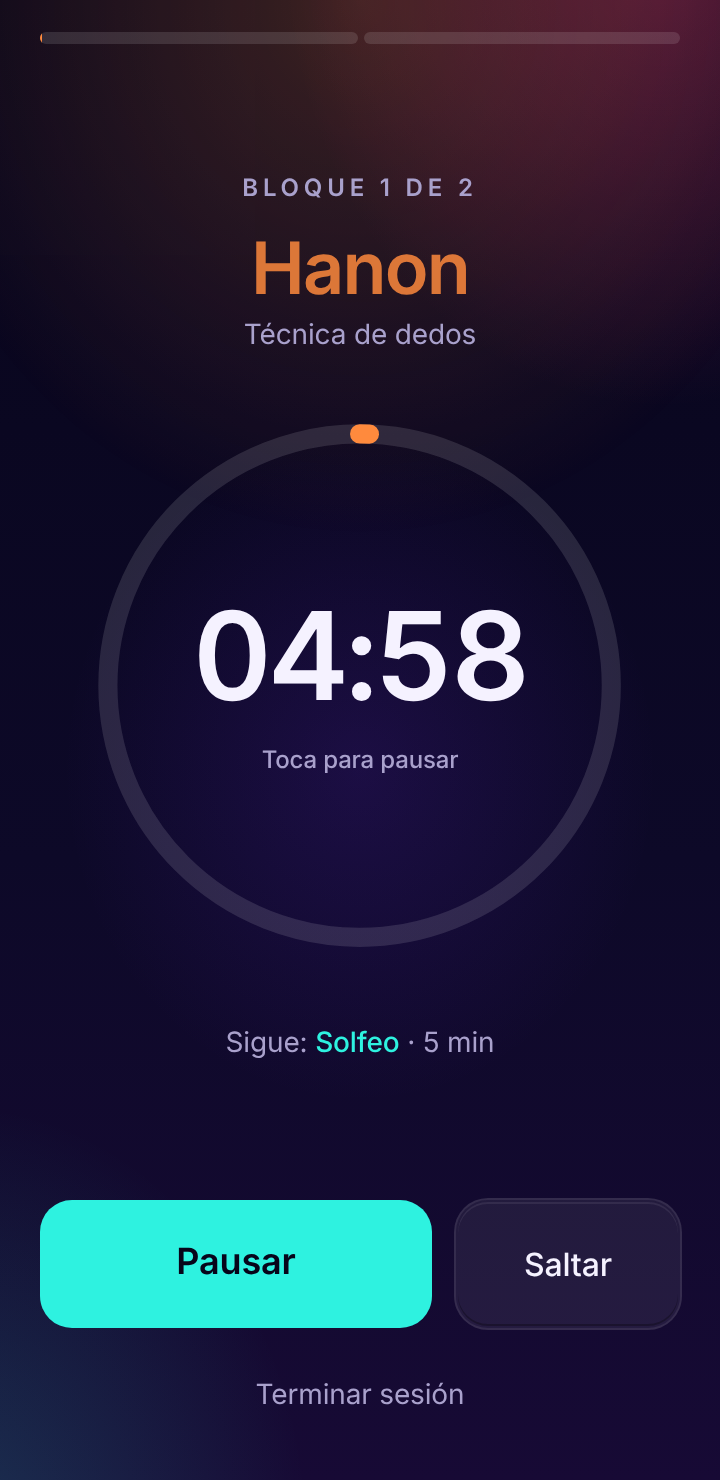 BLOQUE 1 DE 2
Hanon
Técnica de dedos
04:58
Toca para pausar
Sigue: Solfeo · 5 min
Pausar
Saltar
Terminar sesión